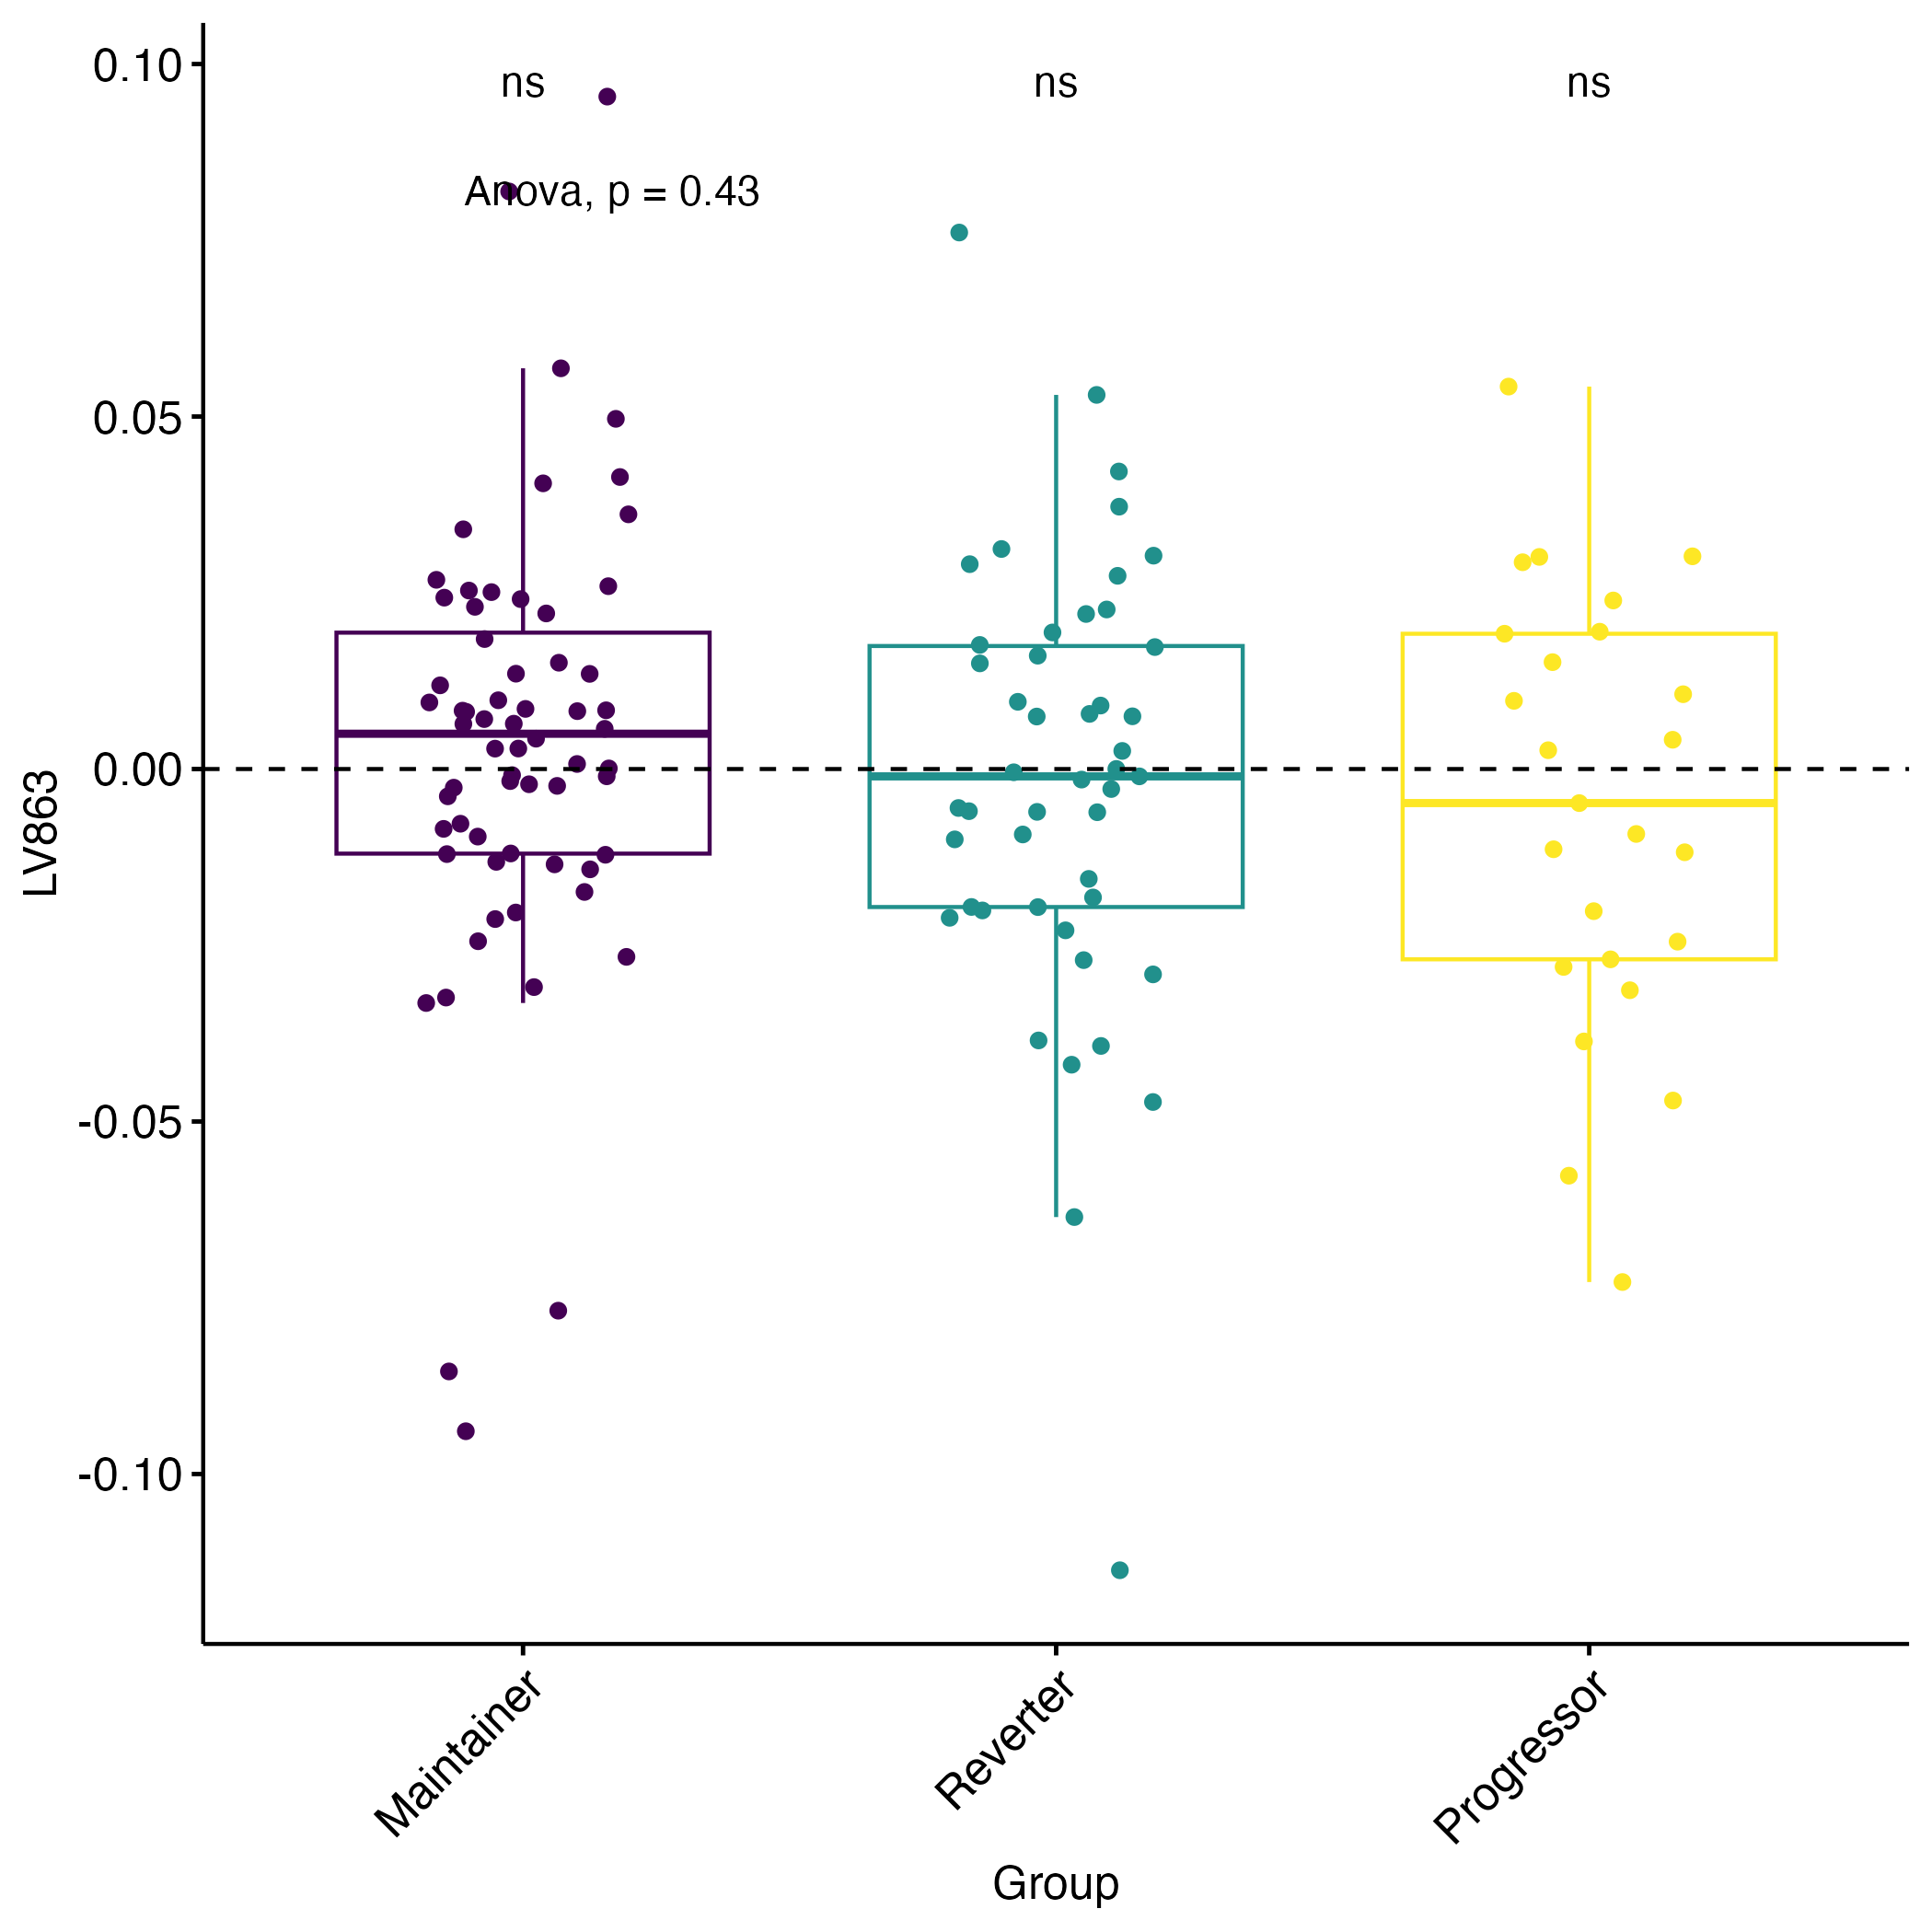 0.10
0.05
0.00
-0.05
-0.10
LV863
ns
ns
ns
Anova, p = 0.43
Maintainer
Reverter
Progressor
Group